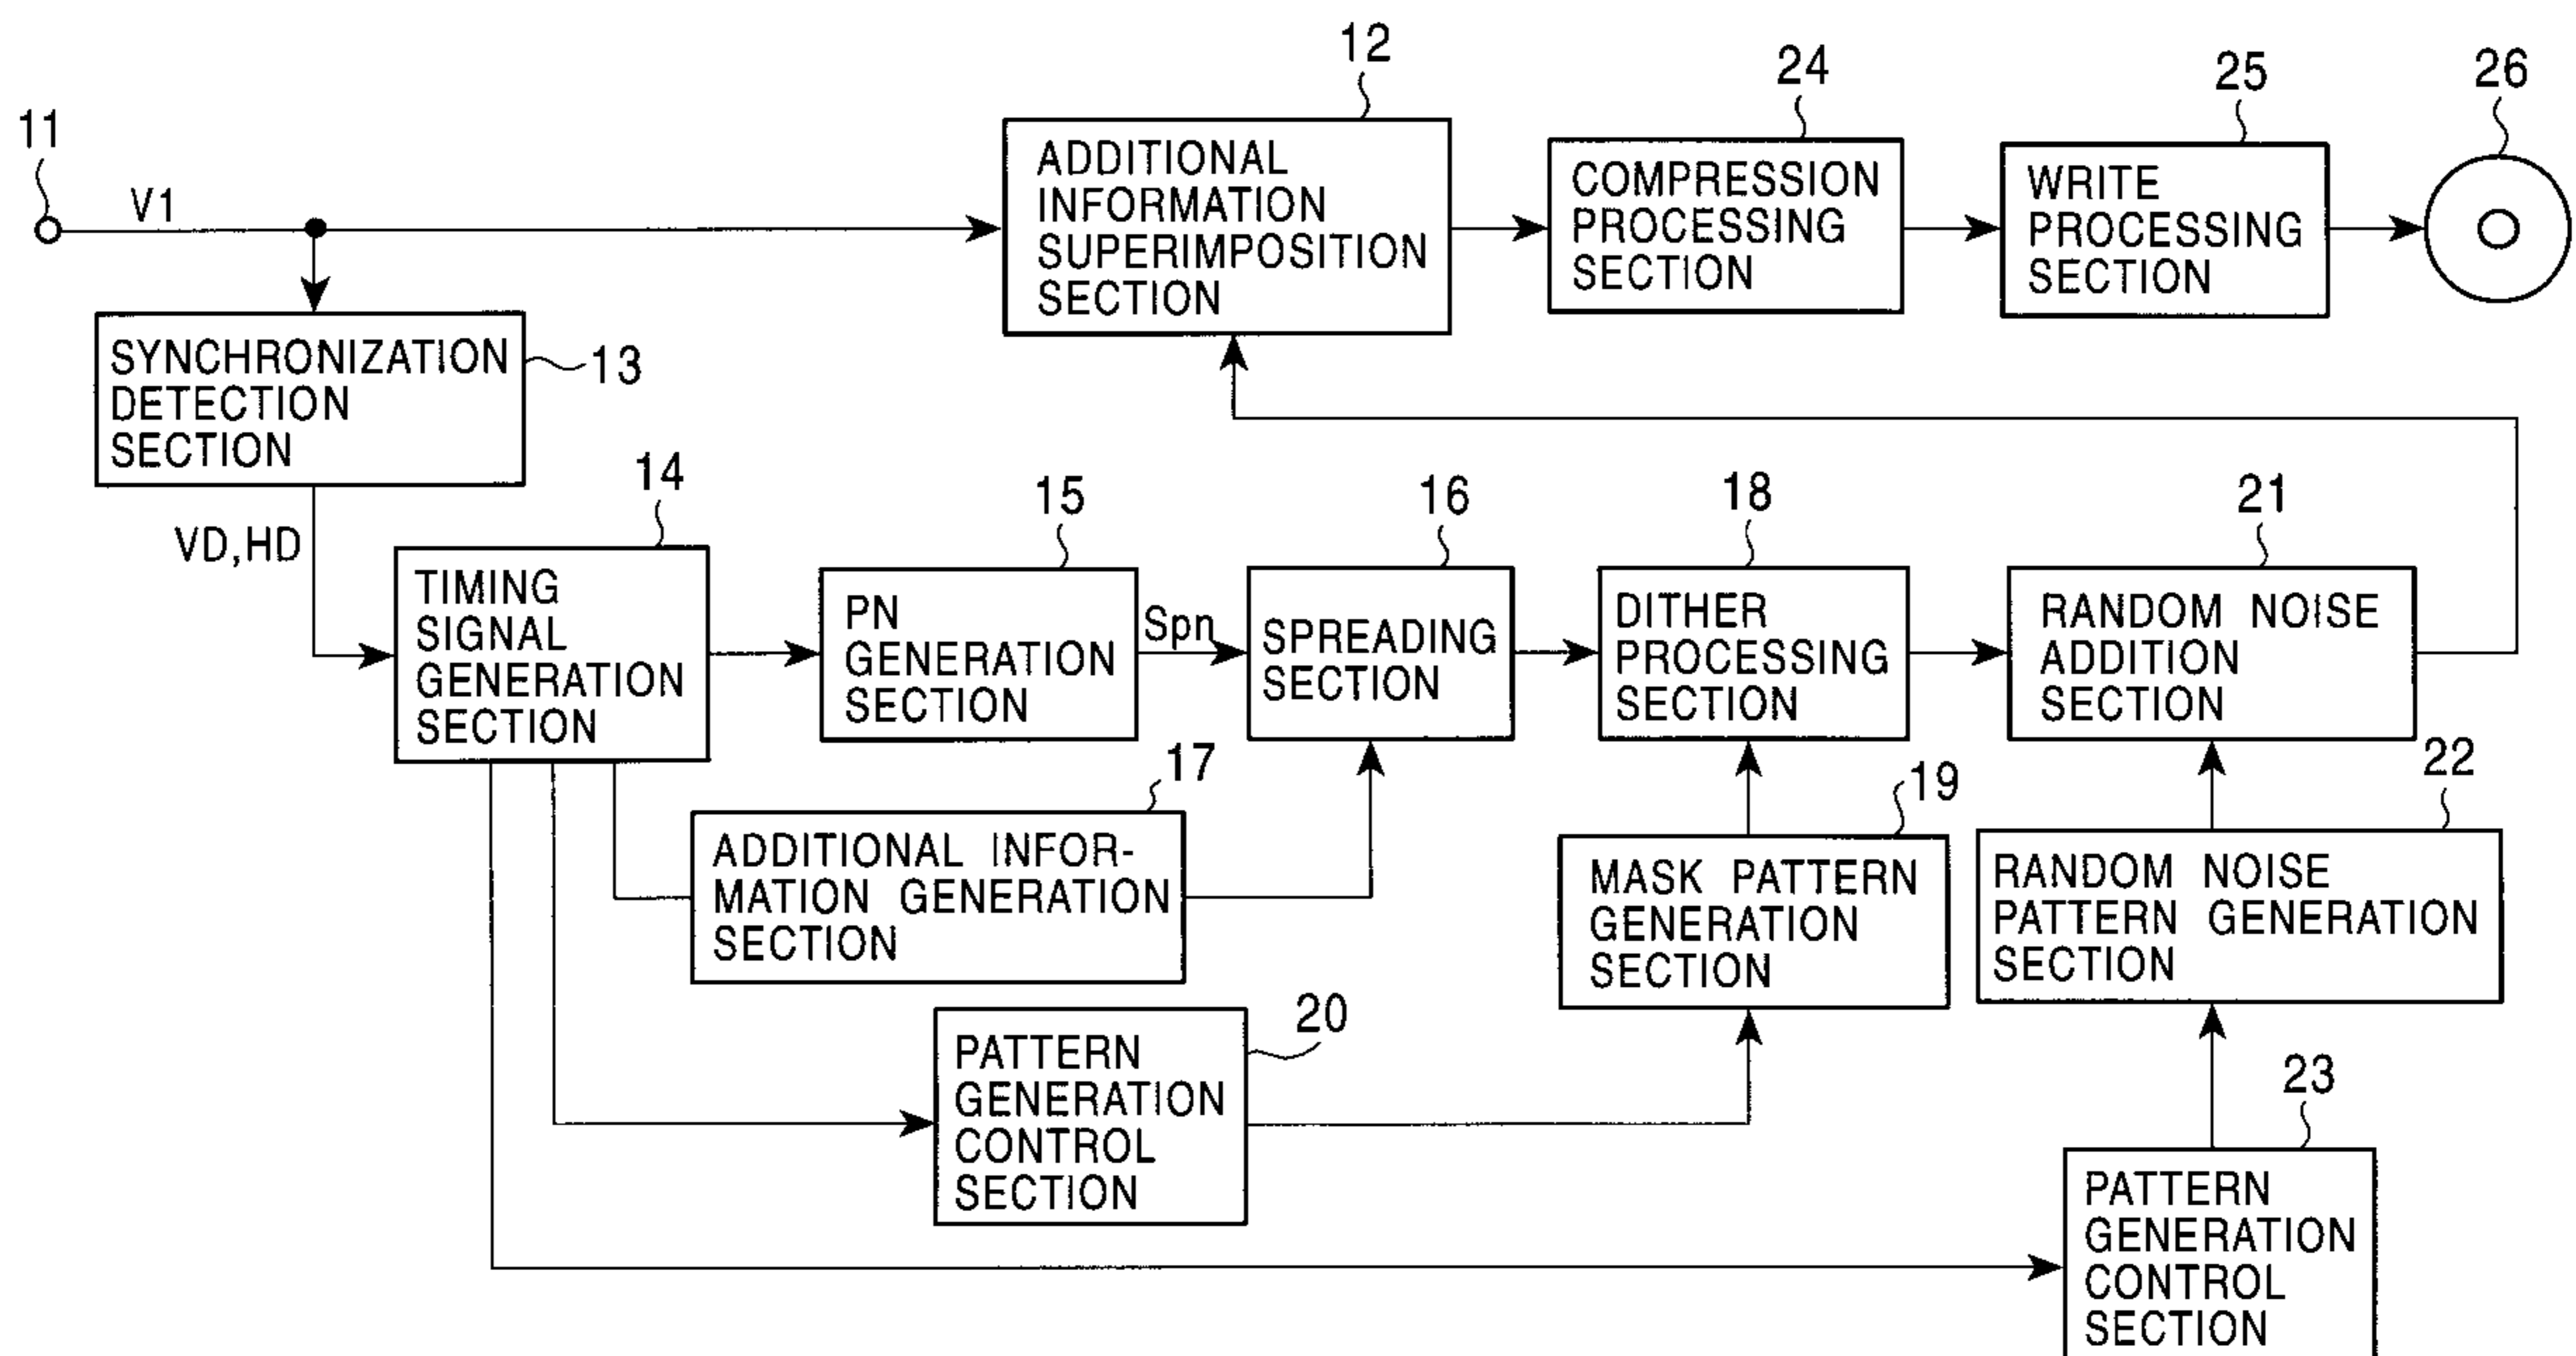 12
24
25
26
11
V1
ADDITIONAL
INFORMATION
SUPERIMPOSITION
SECTION
COMPRESSION
PROCESSING
SECTION
WRITE
PROCESSING
SECTION
SYNCHRONIZATION
DETECTION
SECTION
13
VD,HD
14
TIMING
SIGNAL
GENERATION
SECTION
15
PN
GENERATION
SECTION
Spn
16
SPREADING
SECTION
18
DITHER
PROCESSING
SECTION
21
RANDOM NOISE
ADDITION
SECTION
17
ADDITIONAL INFOR-
MATION GENERATION
SECTION
19
MASK PATTERN
GENERATION
SECTION
22
RANDOM NOISE
PATTERN GENERATION
SECTION
20
PATTERN
GENERATION
CONTROL
SECTION
23
PATTERN
GENERATION
CONTROL
SECTION